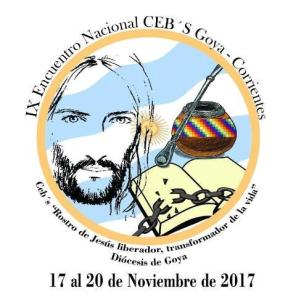 IX Encuentro Nacional CEB´S Goya - Corrientes
Ceb´s "Rostro de Jesús liberador, transformador de la vida"
Diócesis de Goya
17 al 20 de Noviembre de 2017